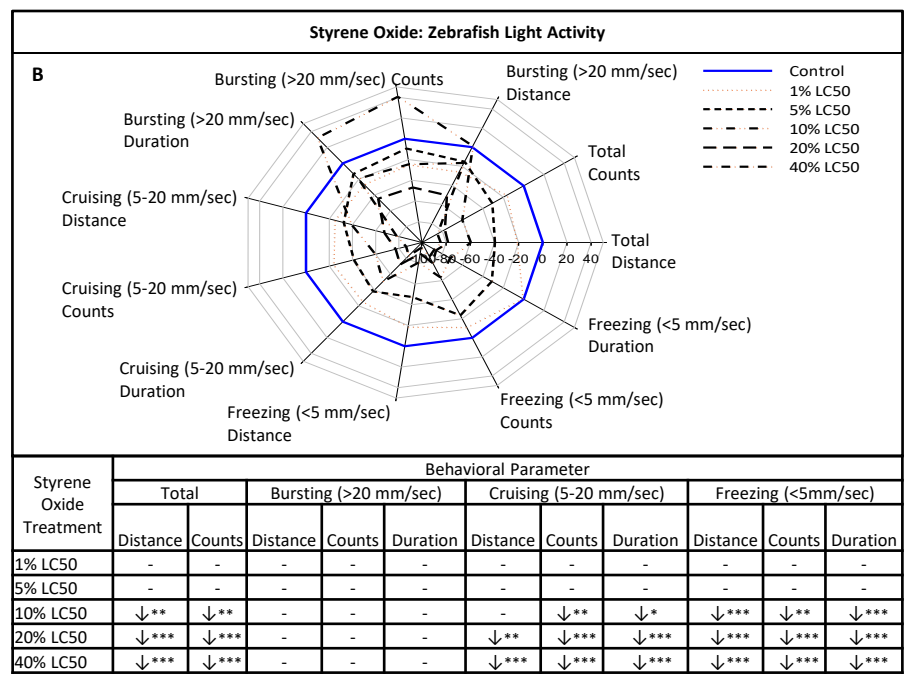 Styrene Oxide: Zebrafish Light Activity
B
Bursting (>20 mm/sec) Counts
Bursting (>20 mm/sec)
Distance
Total
Counts
Total
Distance
Freezing (<5 mm/sec)
Duration
Freezing (<5 mm/sec)
Counts
Freezing (<5 mm/sec)
Distance
Cruising (5-20 mm/sec)
Duration
Cruising (5-20 mm/sec)
Counts
Cruising (5-20 mm/sec)
Distance
Bursting (>20 mm/sec)
Duration
-60 -40 -20 0 20 40
Control
1% LC50
5% LC50
10% LC50
20% LC50
40% LC50
Styrene Oxide Treatment
Behavioral Parameter
Total Bursting (>20 mm/sec) Cruising (5-20 mm/sec) Freezing (<5mm/sec)
Distance Counts Distance Counts Duration Distance Counts Duration Distance Counts Duration
1% LC50 - - - - - - - - - - -
5% LC50 - - - - - - - - - - -
10% LC50 ↓** ↓** - - - - ↓** ↓* ↓*** ↓** ↓***
20% LC50 ↓*** ↓*** - - - ↓** ↓*** ↓*** ↓*** ↓*** ↓***
40% LC50 ↓*** ↓*** - - - ↓*** ↓*** ↓*** ↓*** ↓*** ↓***